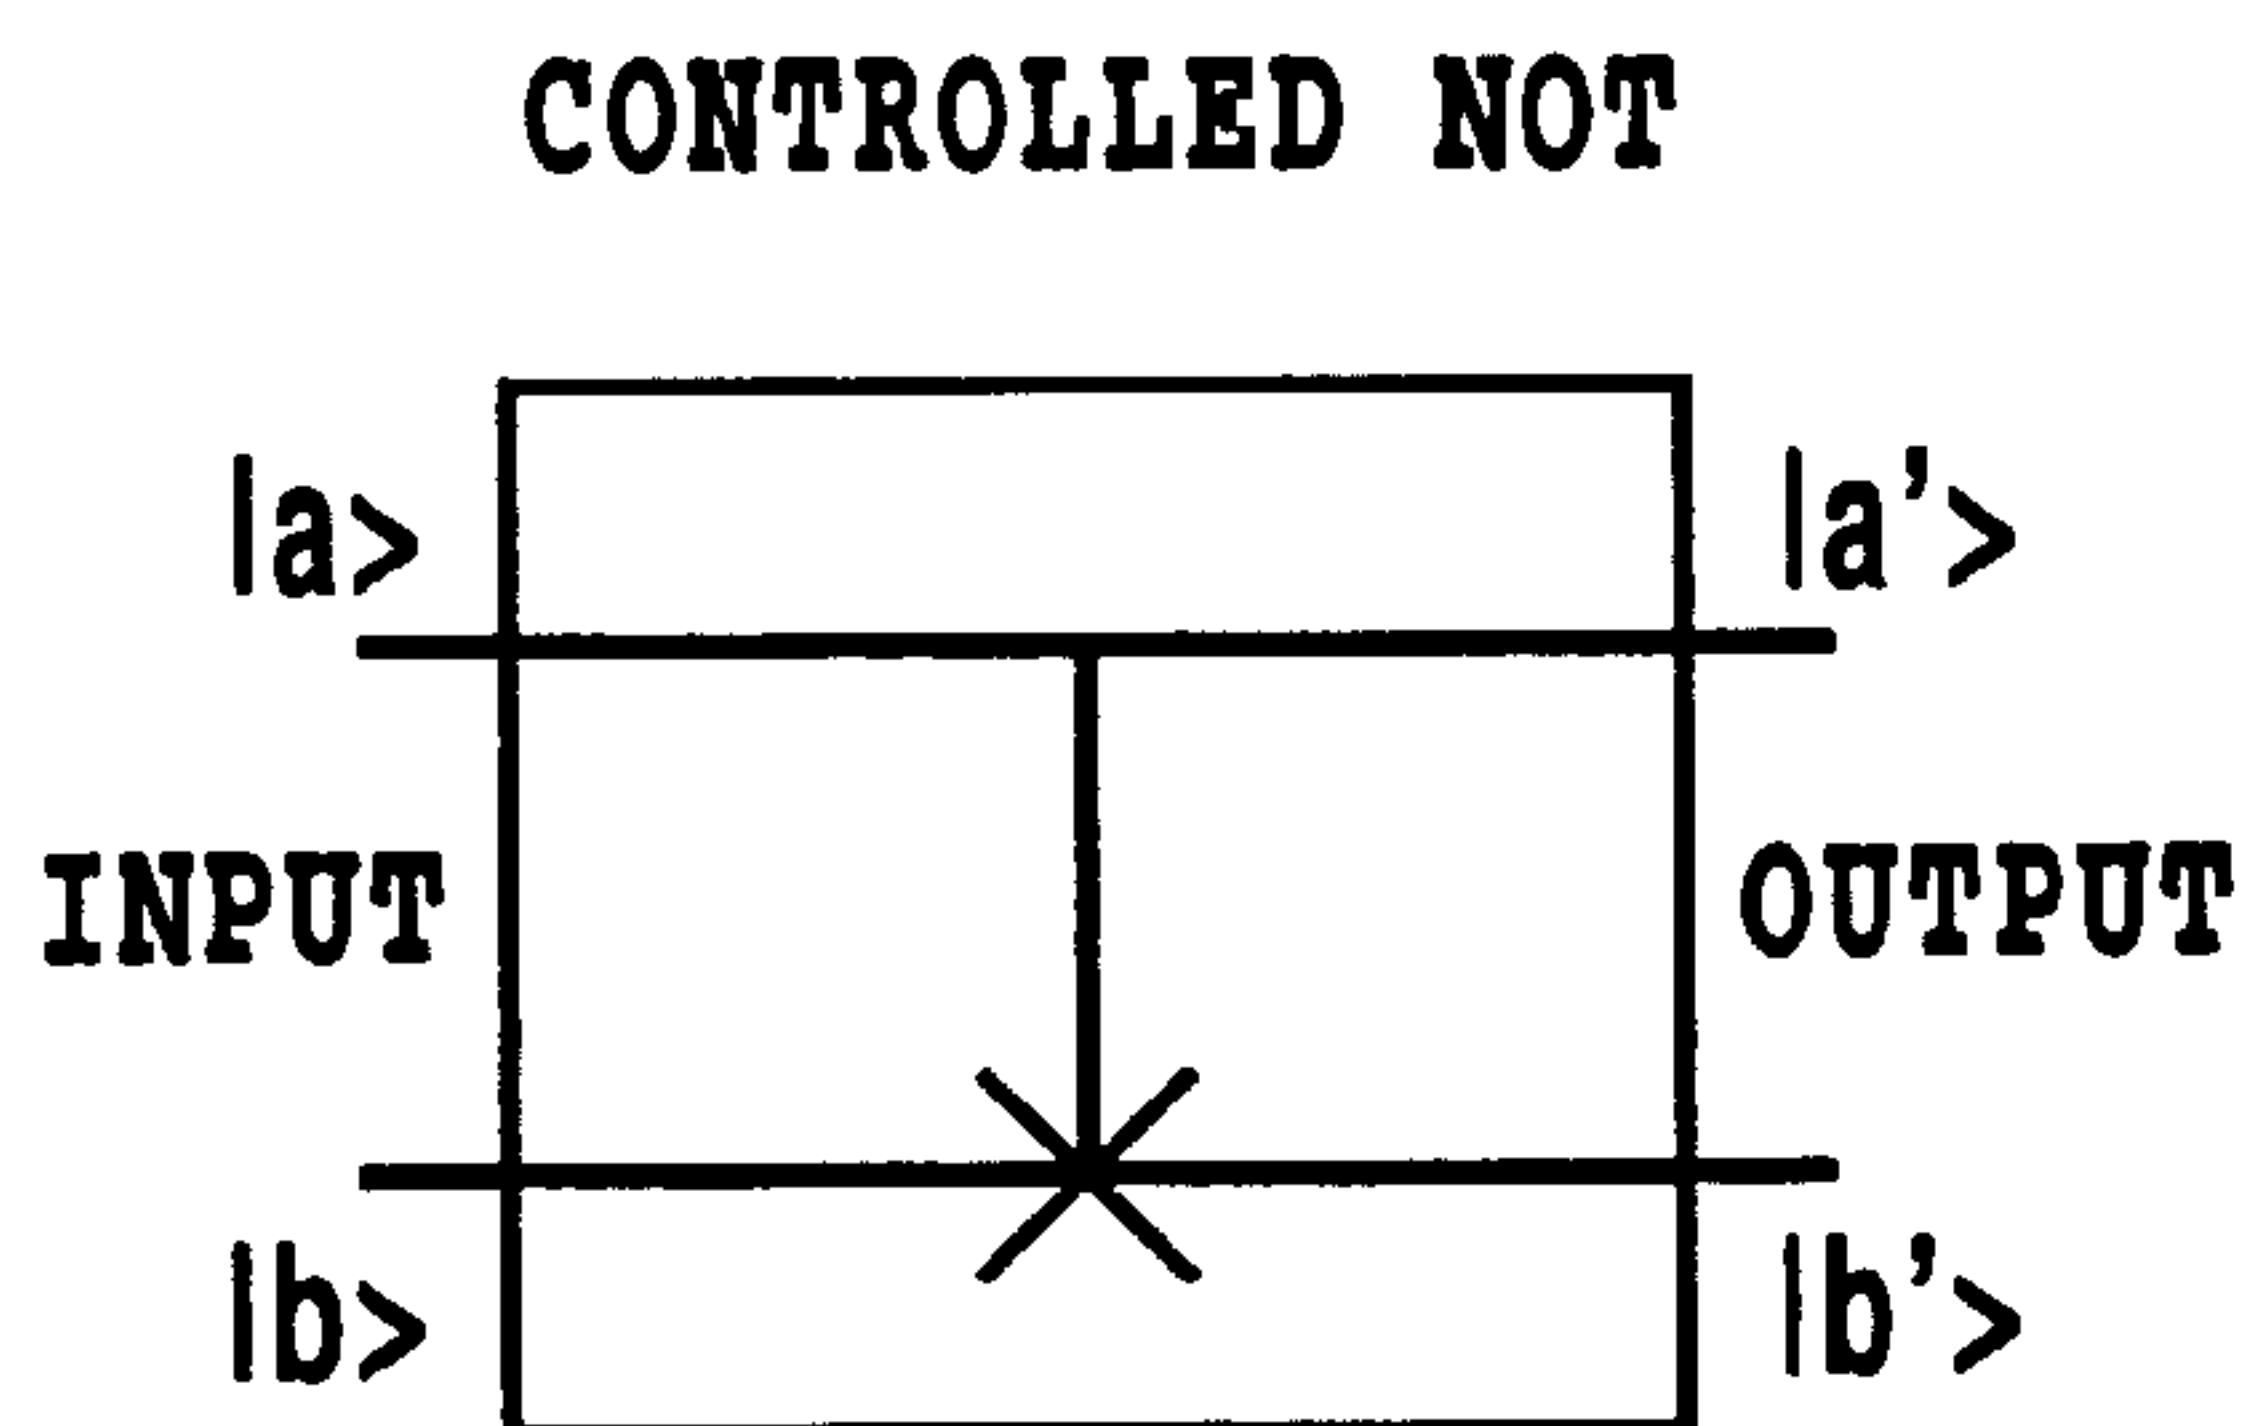 CONTROLLED NOT
|a> |a'>
INPUT OUTPUT
|b> |b'>